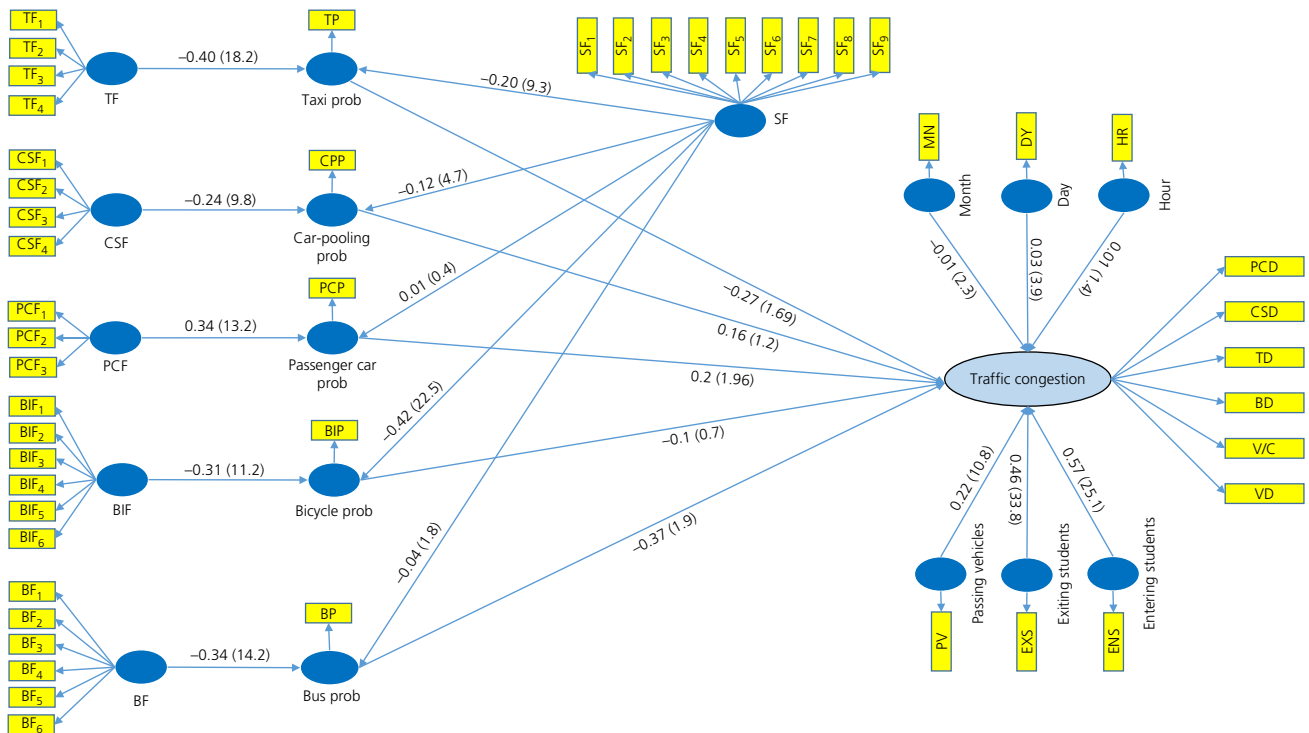 TF1
TF2
TF3
TF4
TF
−0.40 (18.2)
TP
Taxi prob
CSF1
CSF2
CSF3
CSF4
CSF
−0.24 (9.8)
CPP
Car-pooling
prob
PCF1
PCF2
PCF3
PCF
0.34 (13.2)
PCP
Passenger car
prob
BIF1
BIF2
BIF3
BIF4
BIF5
BIF6
BIF
−0.31 (11.2)
BIP
Bicycle prob
BF1
BF2
BF3
BF4
BF5
BF6
BF
−0.34 (14.2)
BP
Bus prob
SF1
SF2
SF3
SF4
SF5
SF6
SF7
SF8
SF9
SF
−0.20 (9.3)
−0.12 (4.7)
0.01 (0.4)
−0.42 (22.5)
−0.04 (1.8)
−0.27 (1.69)
0.16 (1.2)
0.2 (1.96)
−0.1 (0.7)
−0.37 (1.9)
MN
Month
−0.01 (2.3)
DY
Day
0.03 (3.9)
HR
Hour
0.01 (1.4)
Traffic congestion
PCD
CSD
TD
BD
V/C
VD
0.22 (10.8)
0.46 (33.8)
0.57 (25.1)
Passing vehicles
PV
Exiting students
EXS
Entering students
ENS